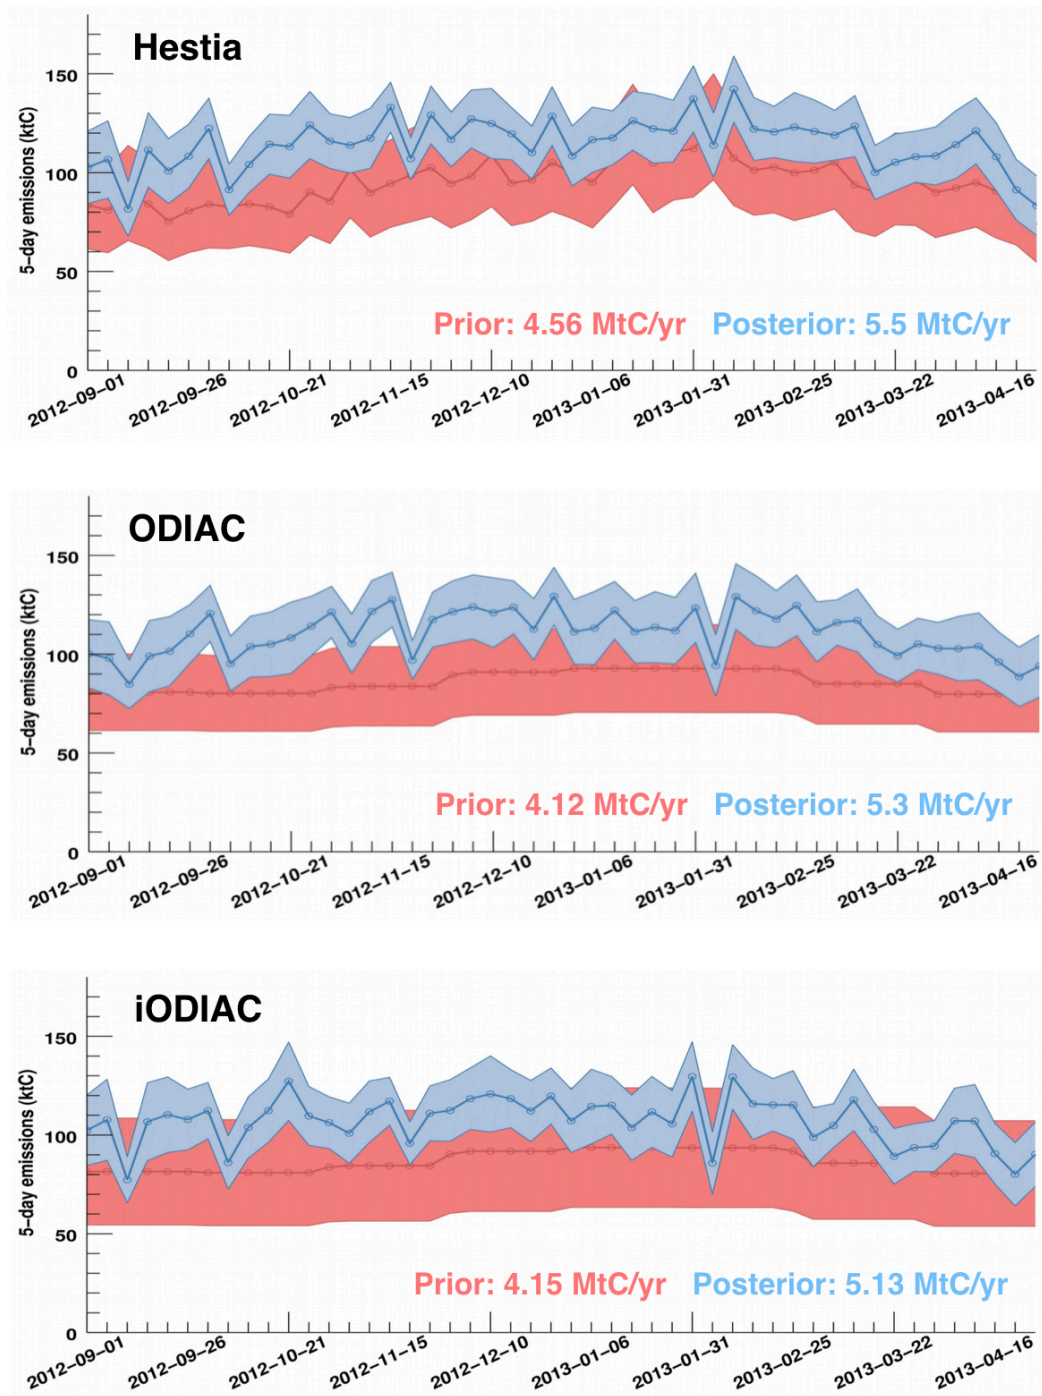 Hestia
150
100
50
0
5-day emissions (ktC)
Prior: 4.56 MtC/yr Posterior: 5.5 MtC/yr
2012-09-01 2012-09-26 2012-10-21 2012-11-15 2012-12-10 2013-01-06 2013-01-31 2013-02-25 2013-03-22 2013-04-16
ODIAC
150
100
50
0
5-day emissions (ktC)
Prior: 4.12 MtC/yr Posterior: 5.3 MtC/yr
2012-09-01 2012-09-26 2012-10-21 2012-11-15 2012-12-10 2013-01-06 2013-01-31 2013-02-25 2013-03-22 2013-04-16
iODIAC
150
100
50
0
5-day emissions (ktC)
Prior: 4.15 MtC/yr Posterior: 5.13 MtC/yr
2012-09-01 2012-09-26 2012-10-21 2012-11-15 2012-12-10 2013-01-06 2013-01-31 2013-02-25 2013-03-22 2013-04-16